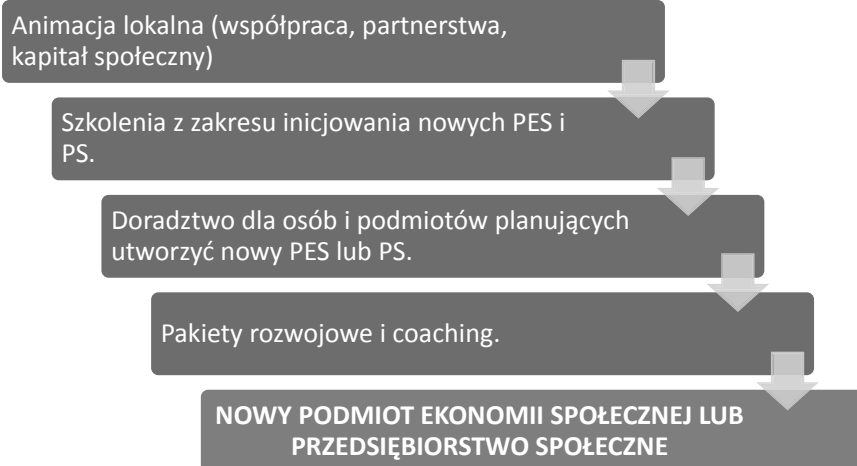 Animacja lokalna (współpraca, partnerstwa,
kapitał społeczny)
Szkolenia z zakresu inicjowania nowych PES i
PS.
Doradztwo dla osób i podmiotów planujących
utworzyć nowy PES lub PS.
Pakiety rozwojowe i coaching.
NOWY PODMIOT EKONOMII SPOŁECZNEJ LUB
PRZEDSIĘBIORSTWO SPOŁECZNE